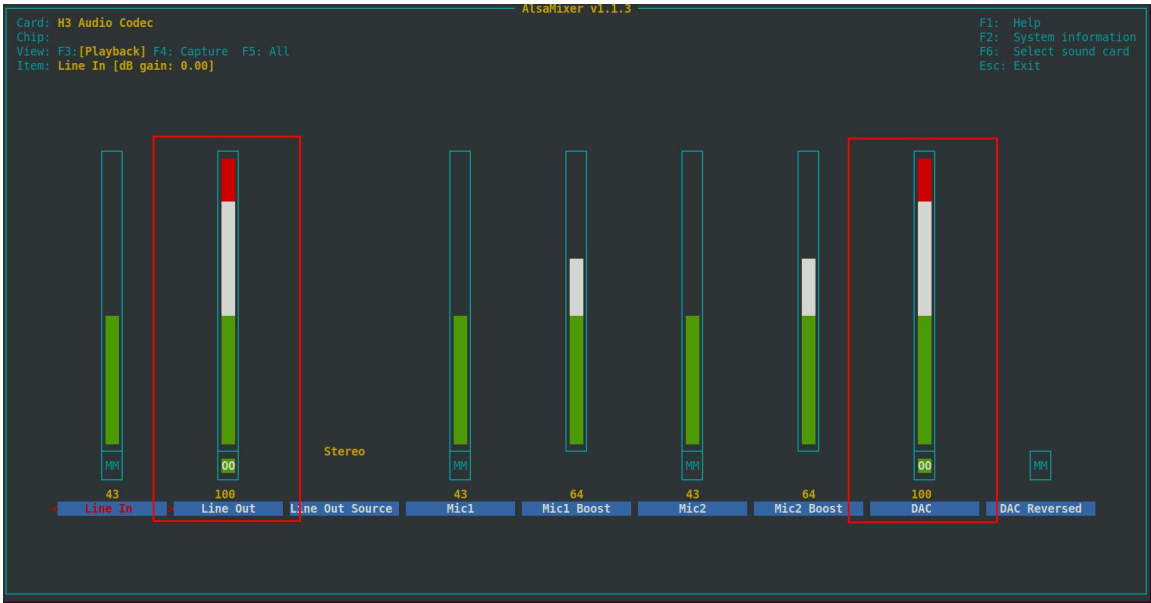 AlsaMixer v1.1.3
Card: H3 Audio Codec F1: Help
Chip: F2: System information
View: F3:[Playback] F4: Capture F5: All F6: Select sound card
Item: Line In [dB gain: 0.00] Esc: Exit
Stereo
MM OO MM MM OO MM
43 100 43 64 43 64 100
< Line In > Line Out Line Out Source Mic1 Mic1 Boost Mic2 Mic2 Boost DAC DAC Reversed